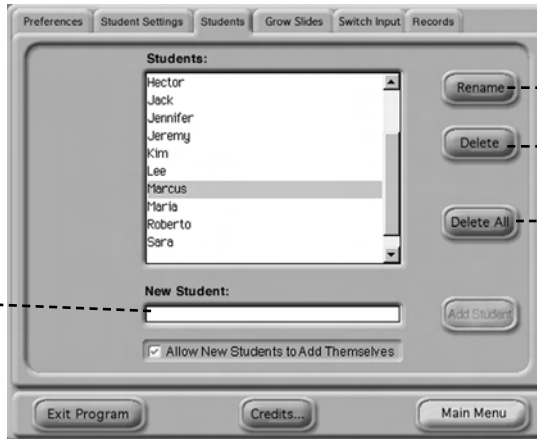 Preferences Student Settings Students Grow Slides Switch Input Records
Students:
Hector
Jack
Jennifer
Jeremy
Kim
Lee
Marcus
Maria
Roberto
Sara
Rename
Delete
Delete All
New Student:
Add Student
Allow New Students to Add Themselves
Exit Program Credits... Main Menu